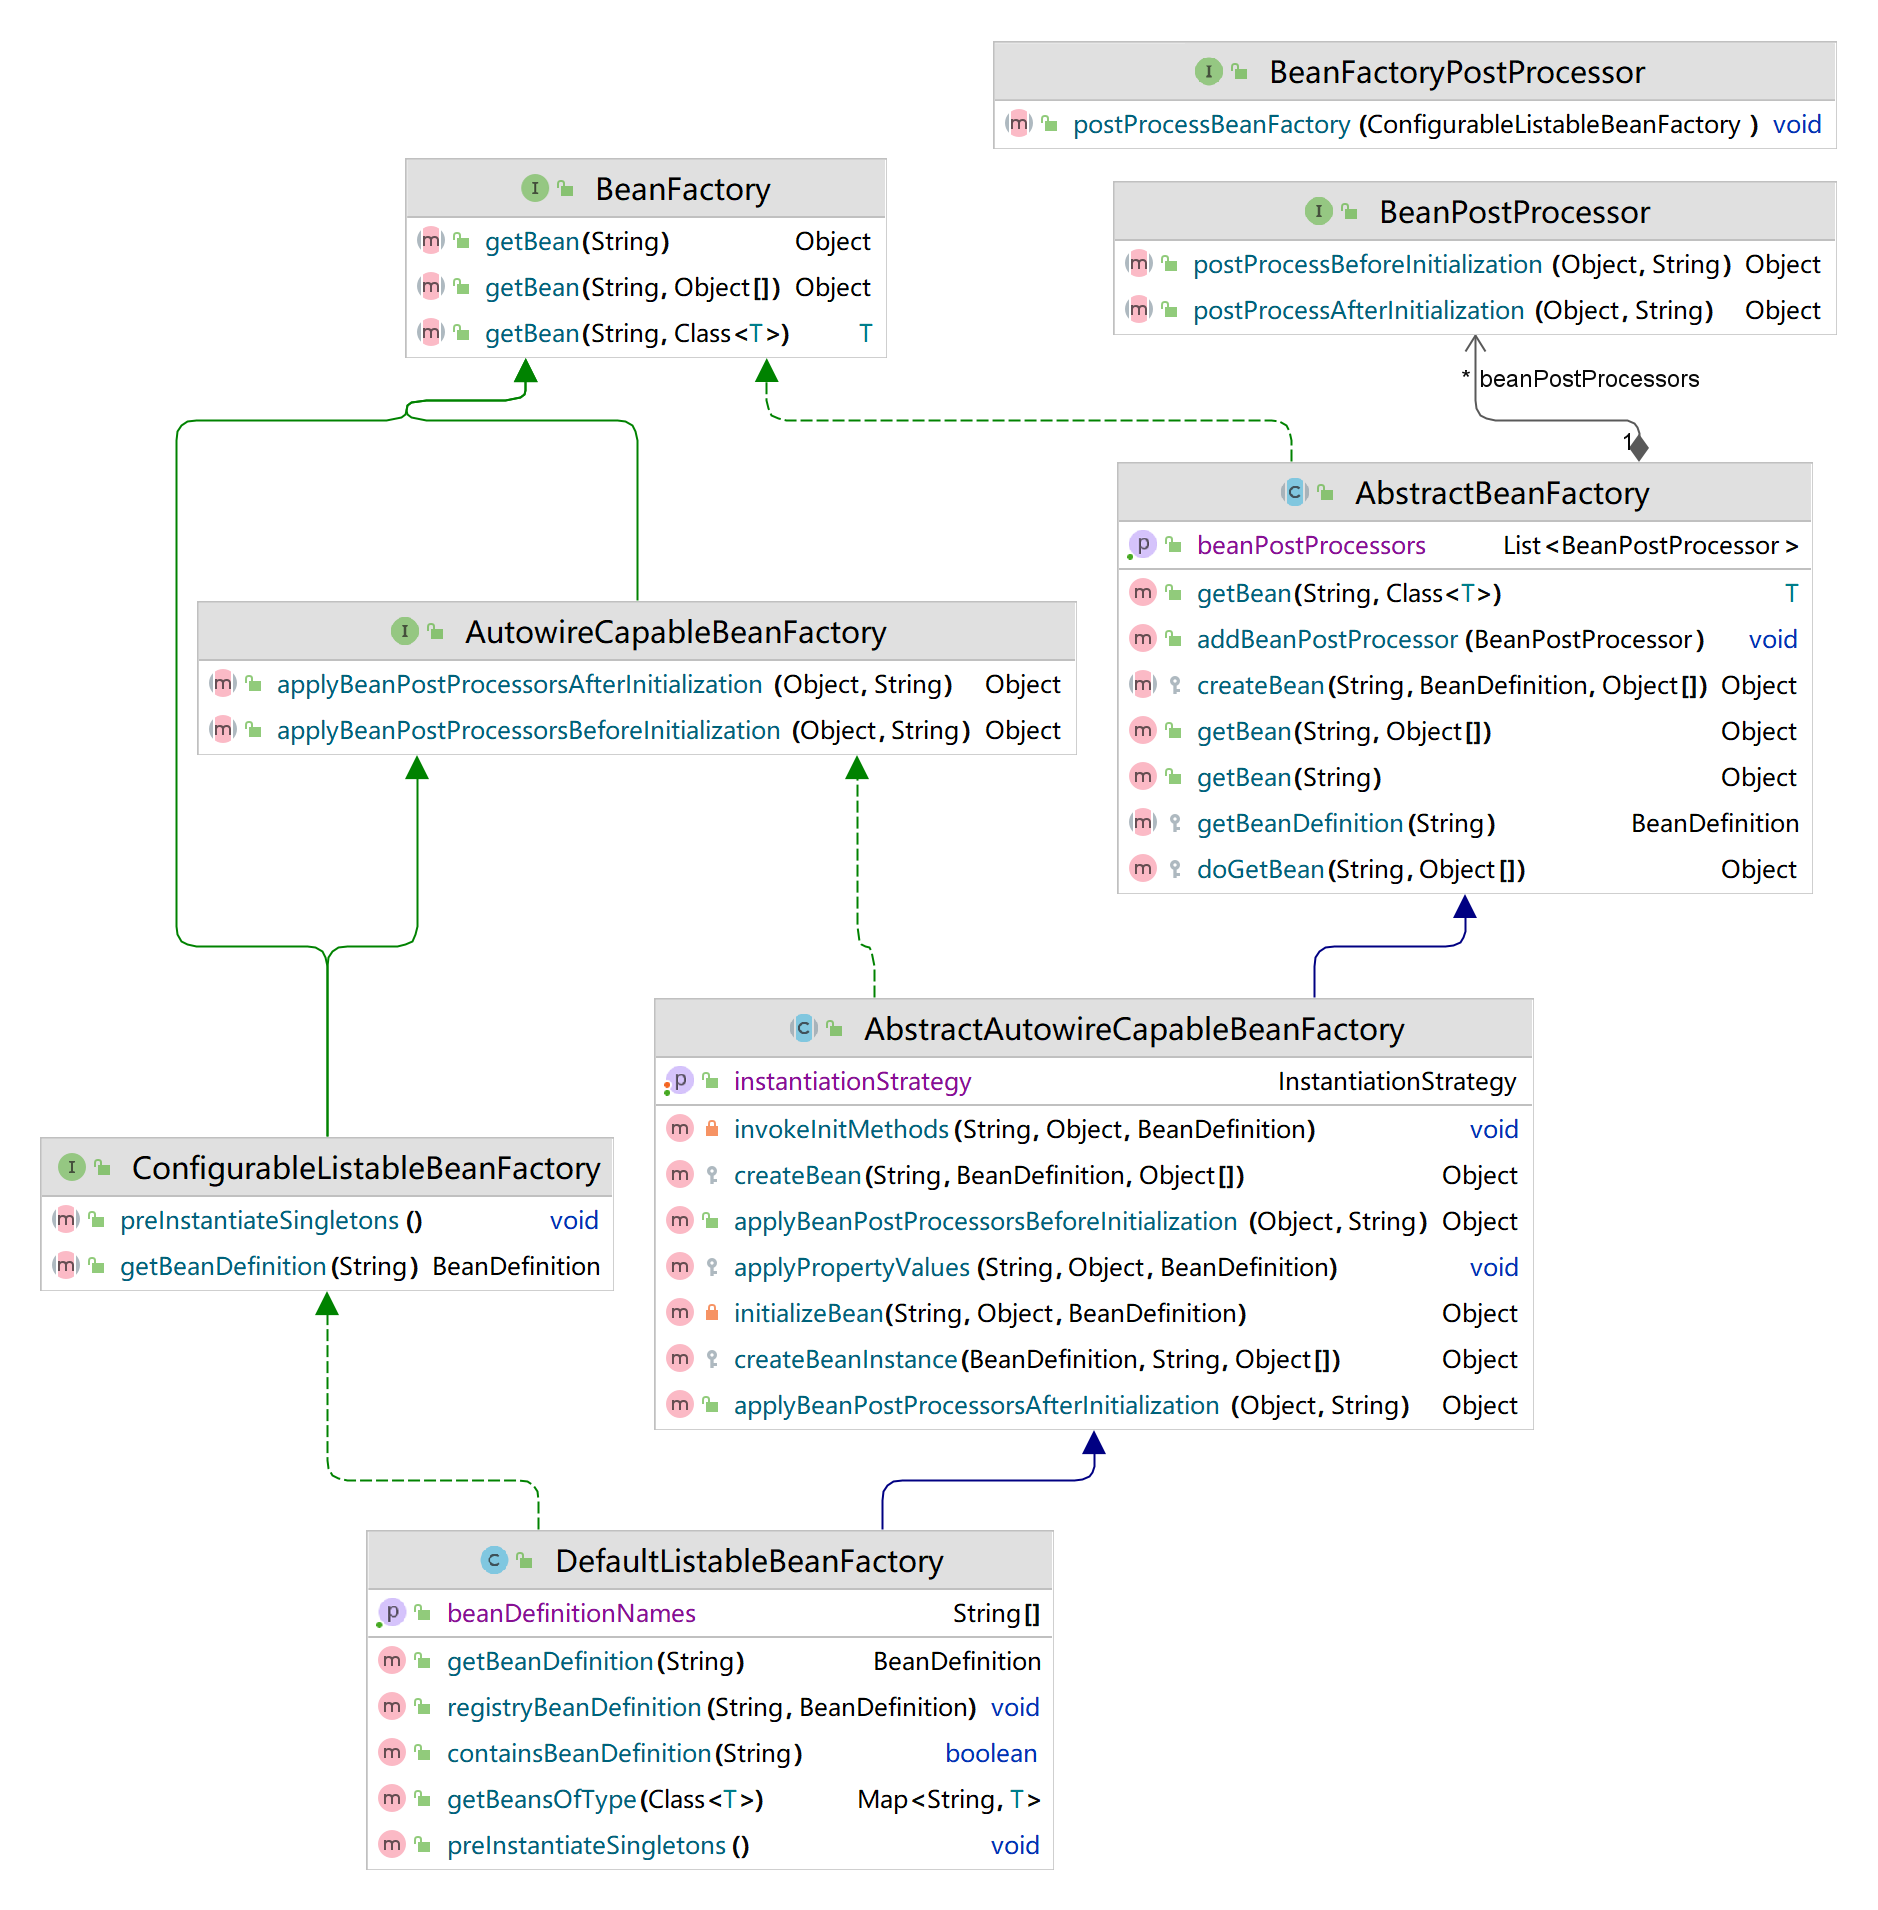 BeanFactoryPostProcessor
postProcessBeanFactory(ConfigurableListableBeanFactory) void
BeanFactory
getBean(String) Object
getBean(String, Object[]) Object
getBean(String, Class<T>) T
BeanPostProcessor
postProcessBeforeInitialization(Object, String) Object
postProcessAfterInitialization(Object, String) Object
* beanPostProcessors
1
AbstractBeanFactory
beanPostProcessors List<BeanPostProcessor>
getBean(String, Class<T>) T
addBeanPostProcessor(BeanPostProcessor) void
createBean(String, BeanDefinition, Object[]) Object
getBean(String, Object[]) Object
getBean(String) Object
getBeanDefinition(String) BeanDefinition
doGetBean(String, Object[]) Object
AutowireCapableBeanFactory
applyBeanPostProcessorsAfterInitialization(Object, String) Object
applyBeanPostProcessorsBeforeInitialization(Object, String) Object
AbstractAutowireCapableBeanFactory
instantiationStrategy InstantiationStrategy
invokeInitMethods(String, Object, BeanDefinition) void
createBean(String, BeanDefinition, Object[]) Object
applyBeanPostProcessorsBeforeInitialization(Object, String) Object
applyPropertyValues(String, Object, BeanDefinition) void
initializeBean(String, Object, BeanDefinition) Object
createBeanInstance(BeanDefinition, String, Object[]) Object
applyBeanPostProcessorsAfterInitialization(Object, String) Object
ConfigurableListableBeanFactory
preInstantiateSingletons() void
getBeanDefinition(String) BeanDefinition
DefaultListableBeanFactory
beanDefinitionNames String[]
getBeanDefinition(String) BeanDefinition
registryBeanDefinition(String, BeanDefinition) void
containsBeanDefinition(String) boolean
getBeansOfType(Class<T>) Map<String, T>
preInstantiateSingletons() void